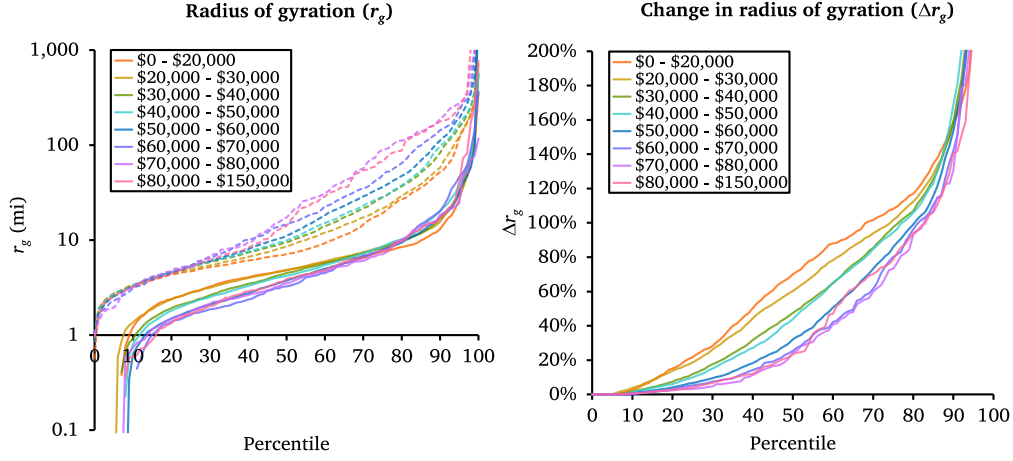 Radius of gyration (r_g)
1,000
100
10
1
0.1
r_g (mi)
$0 - $20,000
$20,000 - $30,000
$30,000 - $40,000
$40,000 - $50,000
$50,000 - $60,000
$60,000 - $70,000
$70,000 - $80,000
$80,000 - $150,000
0 10 20 30 40 50 60 70 80 90 100
Percentile
Change in radius of gyration (Δr_g)
200%
180%
160%
140%
120%
100%
80%
60%
40%
20%
0%
Δr_g
$0 - $20,000
$20,000 - $30,000
$30,000 - $40,000
$40,000 - $50,000
$50,000 - $60,000
$60,000 - $70,000
$70,000 - $80,000
$80,000 - $150,000
0 10 20 30 40 50 60 70 80 90 100
Percentile